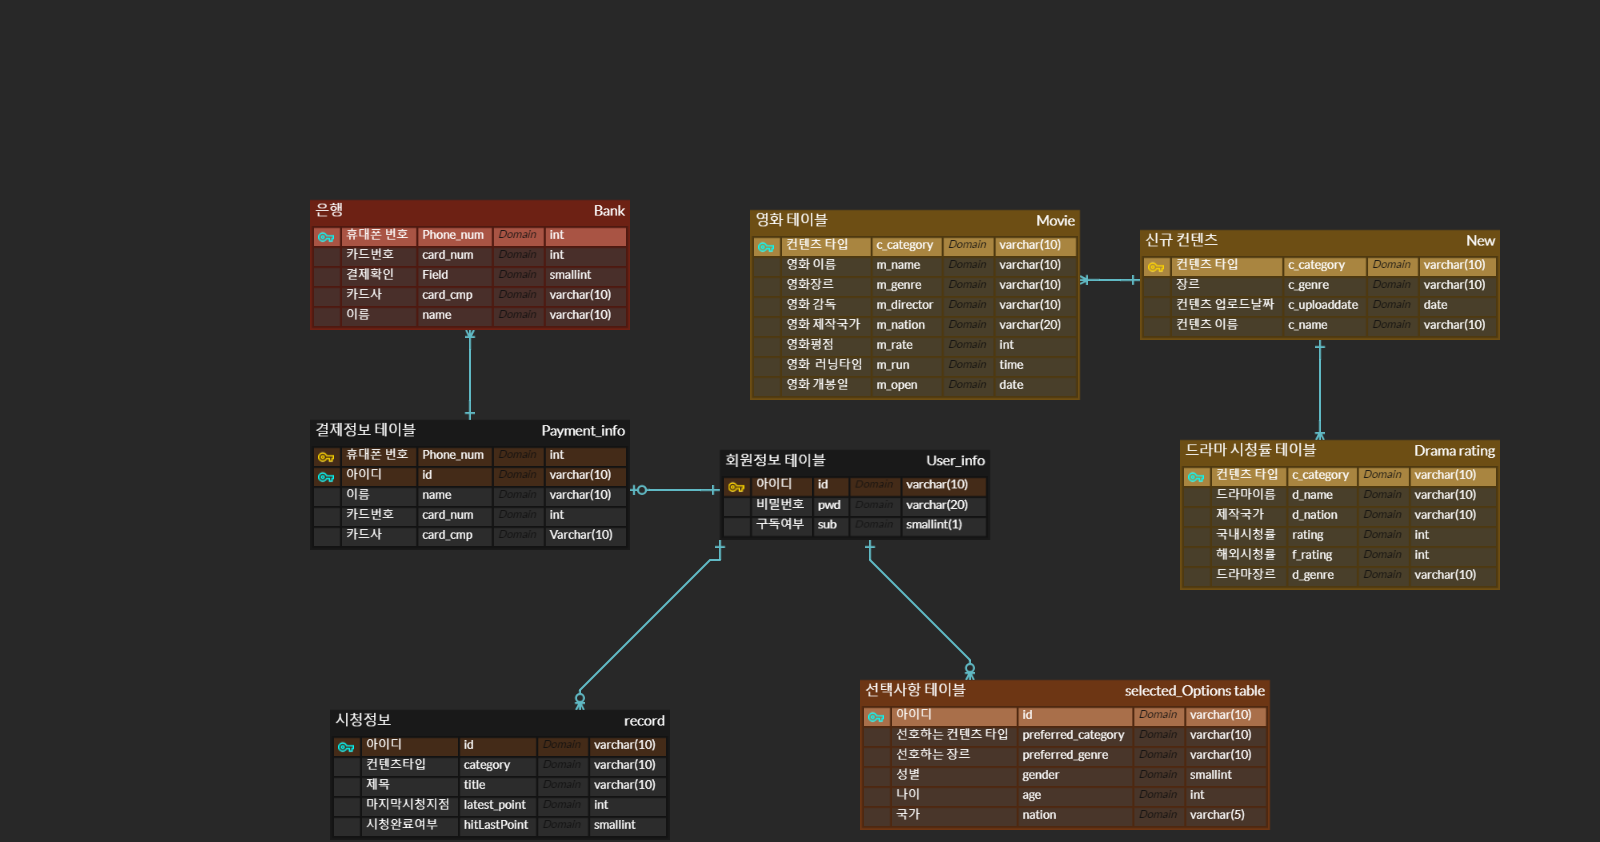 은행 Bank
휴대폰 번호 Phone_num Domain int
카드번호 card_num Domain int
결제확인 Field Domain smallint
카드사 card_cmp Domain varchar(10)
이름 name Domain varchar(10)
영화 테이블 Movie
컨텐츠 타입 c_category Domain varchar(10)
영화 이름 m_name Domain varchar(10)
영화장르 m_genre Domain varchar(10)
영화 감독 m_director Domain varchar(10)
영화 제작국가 m_nation Domain varchar(20)
영화평점 m_rate Domain int
영화 러닝타임 m_run Domain time
영화 개봉일 m_open Domain date
신규 컨텐츠 New
컨텐츠 타입 c_category Domain varchar(10)
장르 c_genre Domain varchar(10)
컨텐츠 업로드날짜 c_uploaddate Domain date
컨텐츠 이름 c_name Domain varchar(10)
결제정보 테이블 Payment_info
휴대폰 번호 Phone_num Domain int
아이디 id Domain varchar(10)
이름 name Domain varchar(10)
카드번호 card_num Domain int
카드사 card_cmp Domain Varchar(10)
회원정보 테이블 User_info
아이디 id Domain varchar(10)
비밀번호 pwd Domain varchar(20)
구독여부 sub Domain smallint(1)
드라마 시청률 테이블 Drama rating
컨텐츠 타입 c_category Domain varchar(10)
드라마이름 d_name Domain varchar(10)
제작국가 d_nation Domain varchar(10)
국내시청률 rating Domain int
해외시청률 f_rating Domain int
드라마장르 d_genre Domain varchar(10)
시청정보 record
아이디 id Domain varchar(10)
컨텐츠타입 category Domain varchar(10)
제목 title Domain varchar(10)
마지막시청지점 latest_point Domain int
시청완료여부 hitLastPoint Domain smallint
선택사항 테이블 selected_Options table
아이디 id Domain varchar(10)
선호하는 컨텐츠 타입 preferred_category Domain varchar(10)
선호하는 장르 preferred_genre Domain varchar(10)
성별 gender Domain smallint
나이 age Domain int
국가 nation Domain varchar(5)